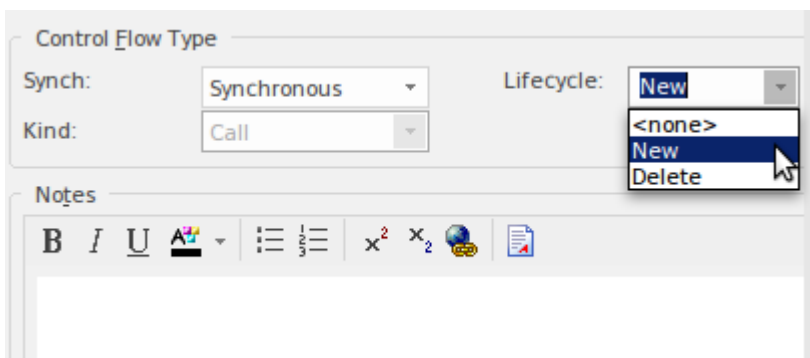 Control Flow Type
Synch: Synchronous Lifecycle: New
Kind: Call <none>
New
Delete
Notes
B I U A x² x₂